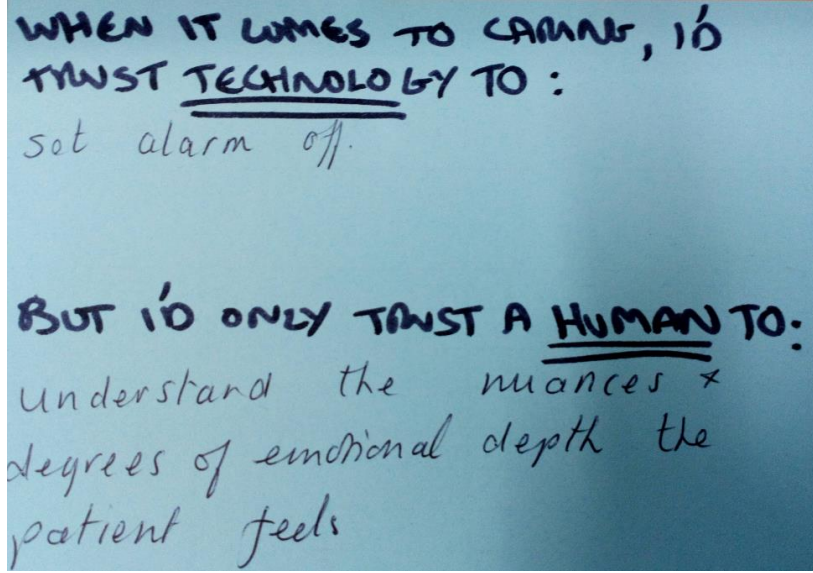 WHEN IT COMES TO CARING, I'D
TRUST TECHNOLOGY TO:
set alarm off.
BUT I'D ONLY TRUST A HUMAN TO:
understand the nuances &
degrees of emotional depth the
patient feels